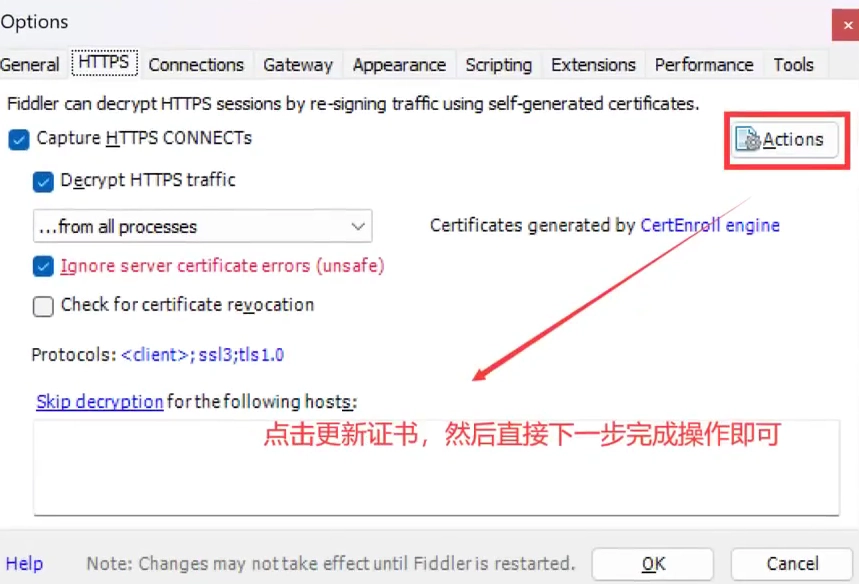 Options
General HTTPS Connections Gateway Appearance Scripting Extensions Performance Tools
Fiddler can decrypt HTTPS sessions by re-signing traffic using self-generated certificates.
Capture HTTPS CONNECTs
Actions
Decrypt HTTPS traffic
...from all processes
Certificates generated by CertEnroll engine
Ignore server certificate errors (unsafe)
Check for certificate revocation
Protocols: <client>;ssl3;tls1.0
Skip decryption for the following hosts:
点击更新证书，然后直接下一步完成操作即可
Help
Note: Changes may not take effect until Fiddler is restarted.
OK
Cancel